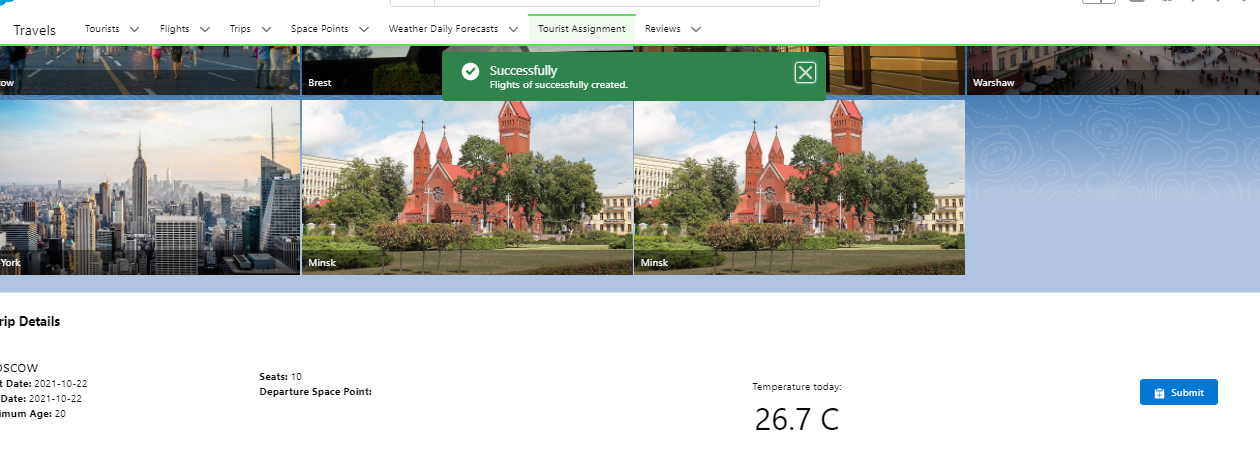 Travels
Tourists
Flights
Trips
Space Points
Weather Daily Forecasts
Tourist Assignment
Reviews
Successfully
Flights of successfully created.
ow
Brest
Warshaw
York
Minsk
Minsk
rip Details
oscow
t Date: 2021-10-22
Date: 2021-10-22
imum Age: 20
Seats: 10
Departure Space Point:
Temperature today:
26.7 C
Submit